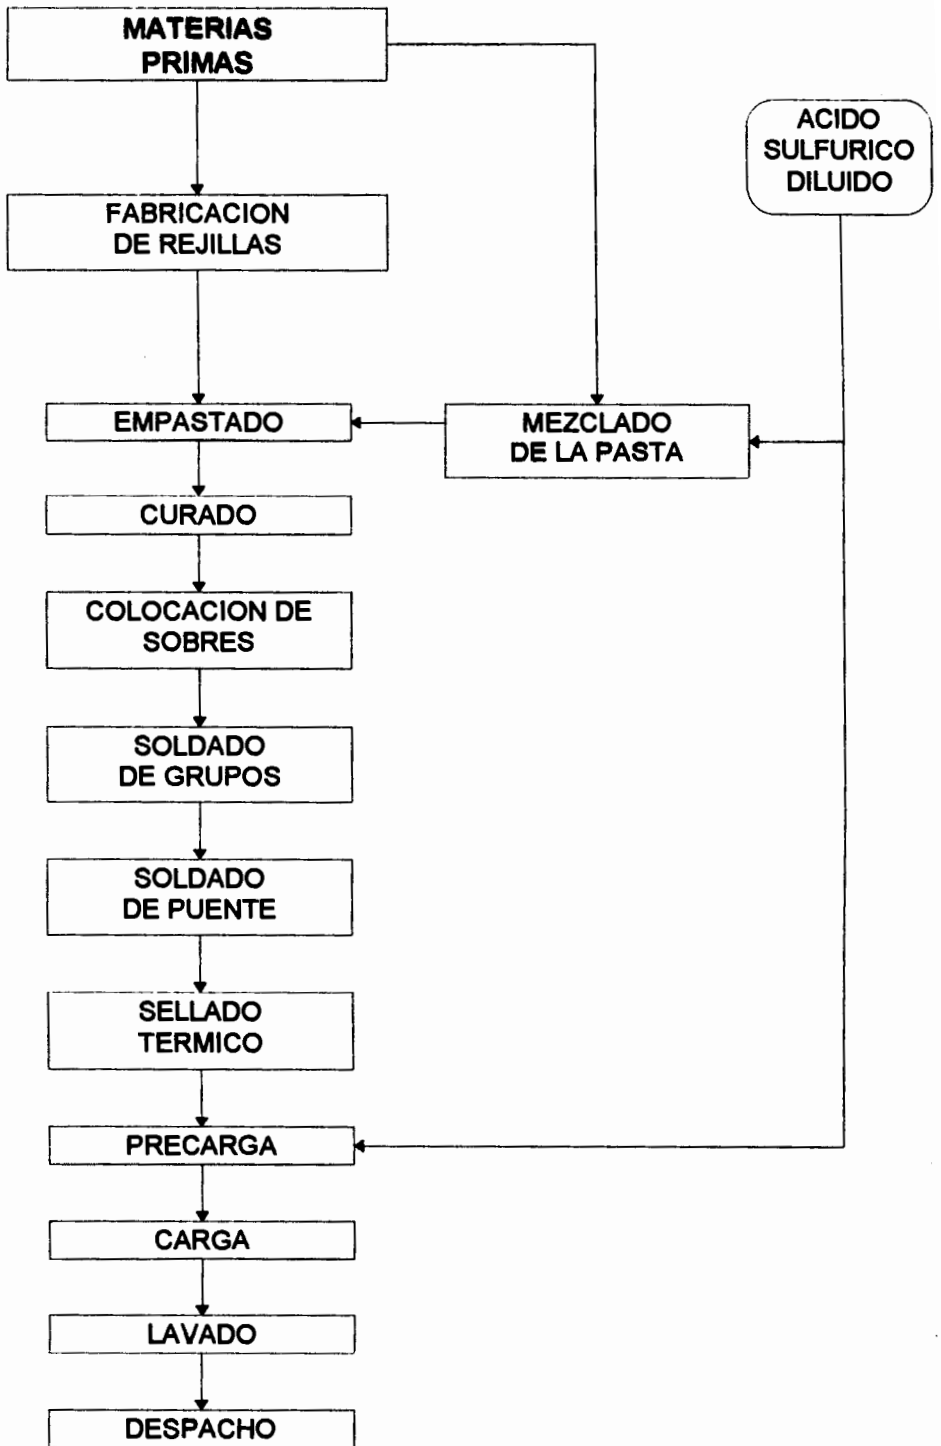 MATERIAS
PRIMAS
ACIDO
SULFURICO
DILUIDO
FABRICACION
DE REJILLAS
EMPASTADO
MEZCLADO
DE LA PASTA
CURADO
COLOCACION DE
SOBRES
SOLDADO
DE GRUPOS
SOLDADO
DE PUENTE
SELLADO
TERMICO
PRECARGA
CARGA
LAVADO
DESPACHO